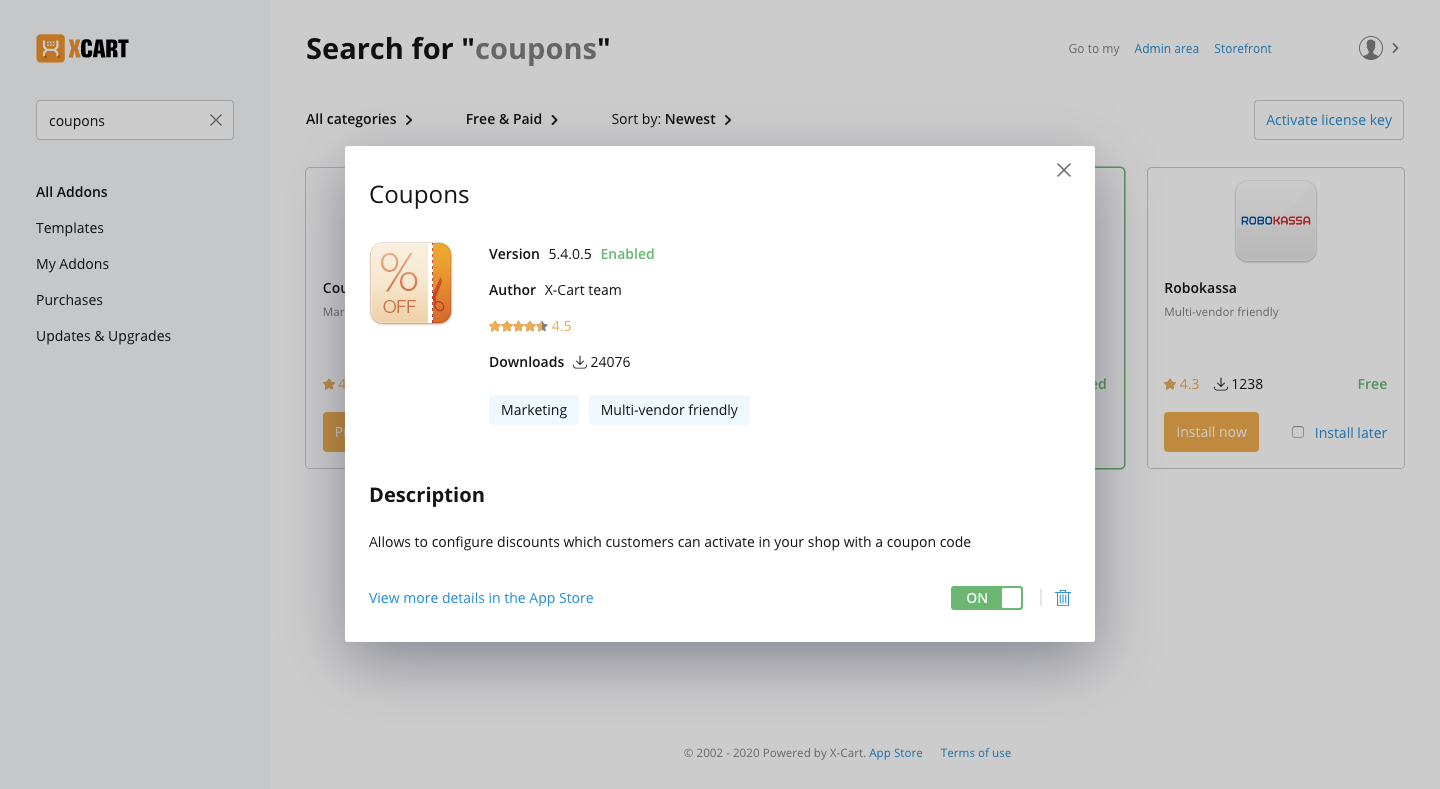 XCART
Search for "coupons"
Go to my Admin area Storefront
coupons
All categories Free & Paid Sort by: Newest
Activate license key
All Addons
Templates
My Addons
Purchases
Updates & Upgrades
Coupons
% OFF
Version 5.4.0.5 Enabled
Author X-Cart team
4.5
Downloads 24076
Marketing Multi-vendor friendly
Description
Allows to configure discounts which customers can activate in your shop with a coupon code
View more details in the App Store
ON
ROBOKASSA
Robokassa
Multi-vendor friendly
4.3 1238 Free
Install now Install later
© 2002 - 2020 Powered by X-Cart. App Store Terms of use